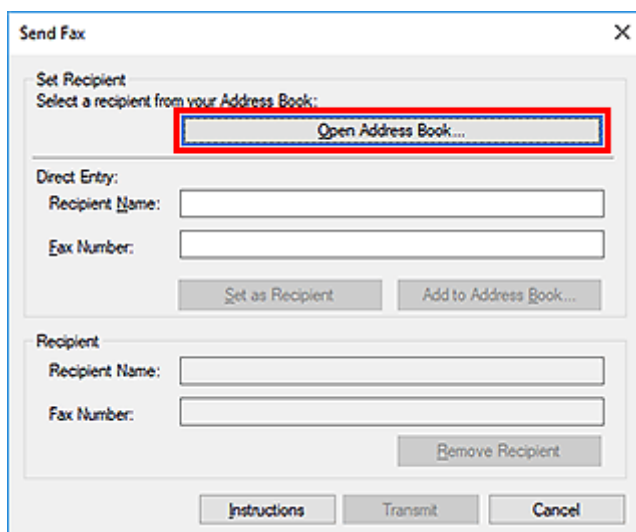 Send Fax
Set Recipient
Select a recipient from your Address Book:
Open Address Book...
Direct Entry:
Recipient Name:
Fax Number:
Set as Recipient
Add to Address Book...
Recipient
Recipient Name:
Fax Number:
Remove Recipient
Instructions
Transmit
Cancel